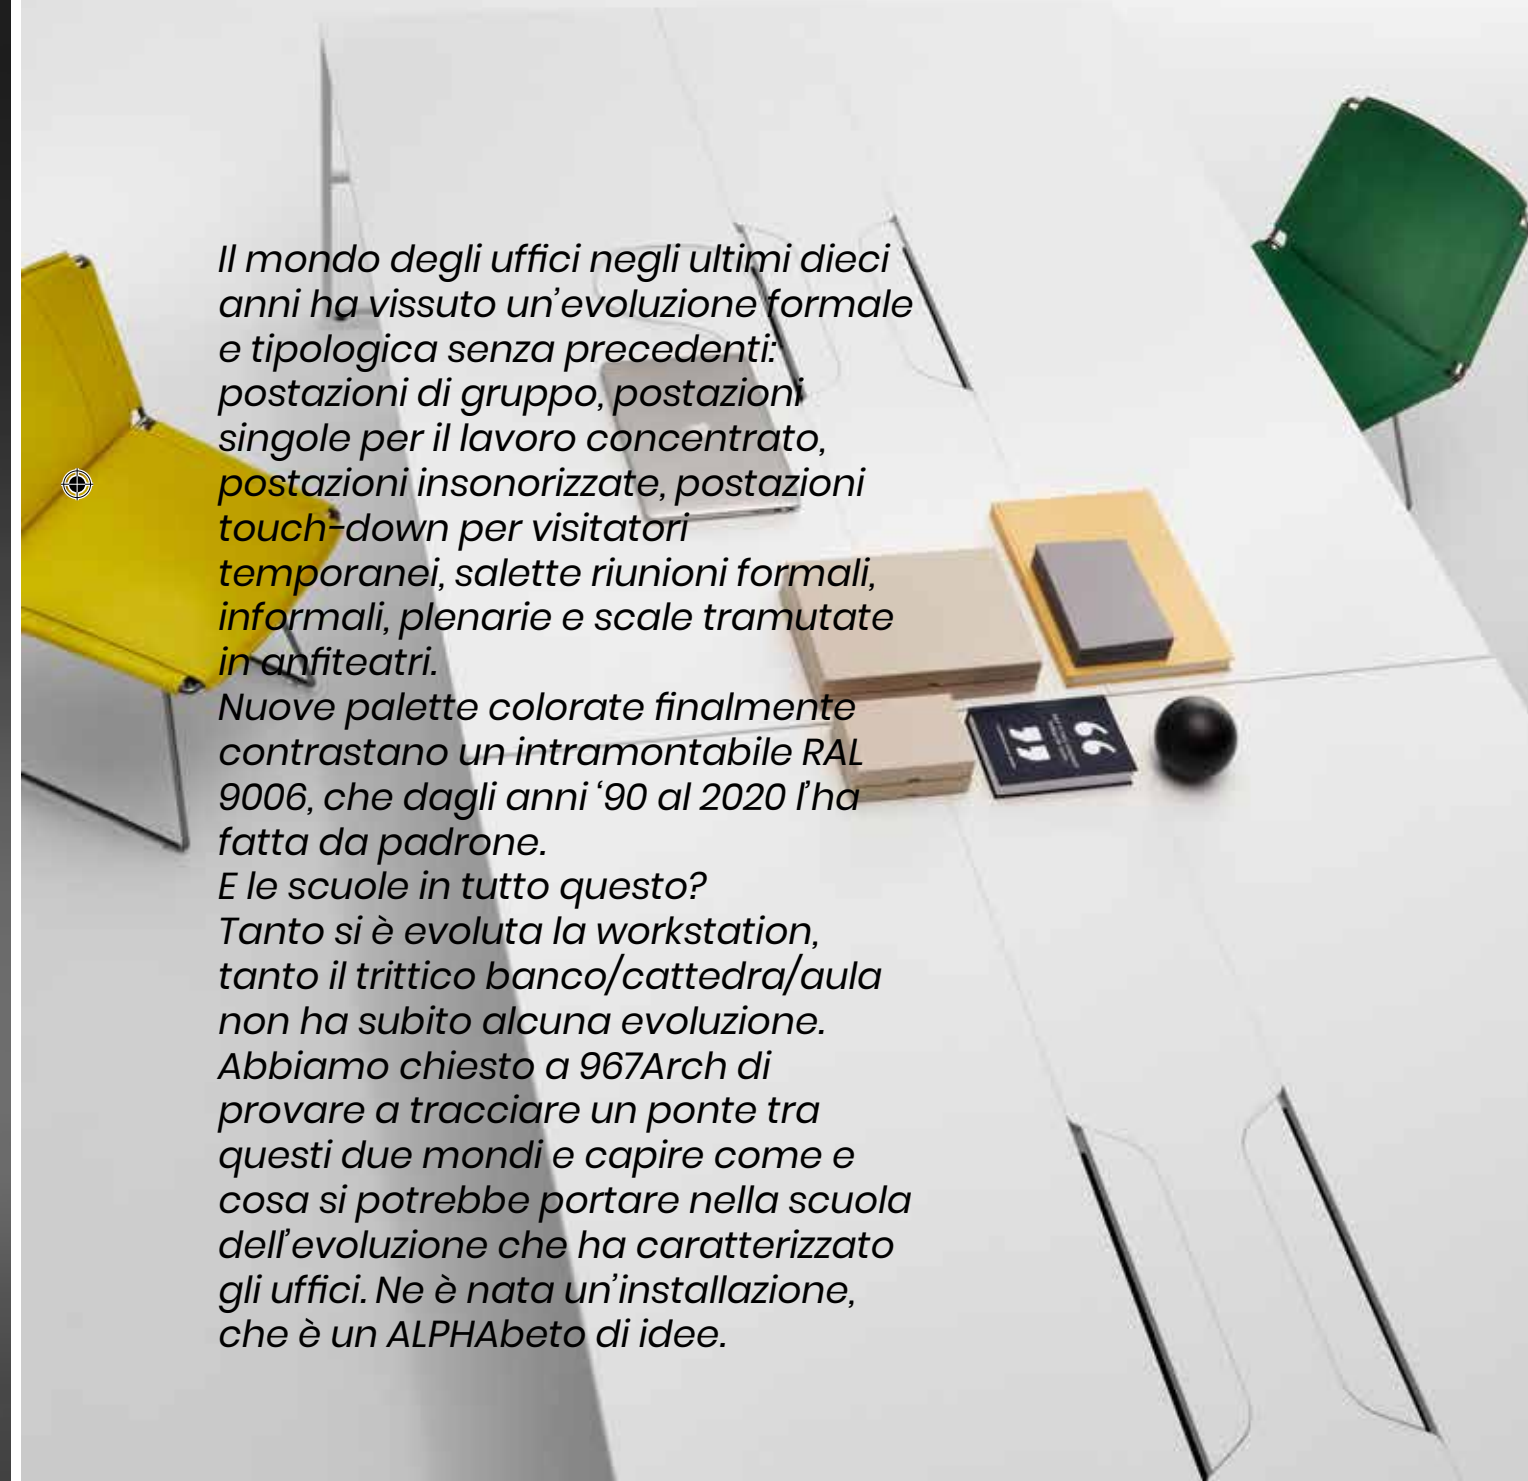 Il mondo degli uffici negli ultimi dieci
anni ha vissuto un’evoluzione formale
e tipologica senza precedenti:
postazioni di gruppo, postazioni
singole per il lavoro concentrato,
postazioni insonorizzate, postazioni
touch-down per visitatori
temporanei, salette riunioni formali,
informali, plenarie e scale tramutate
in anfiteatri.
Nuove palette colorate finalmente
contrastano un intramontabile RAL
9006, che dagli anni ‘90 al 2020 l’ha
fatta da padrone.
E le scuole in tutto questo?
Tanto si è evoluta la workstation,
tanto il trittico banco/cattedra/aula
non ha subito alcuna evoluzione.
Abbiamo chiesto a 967Arch di
provare a tracciare un ponte tra
questi due mondi e capire come e
cosa si potrebbe portare nella scuola
dell’evoluzione che ha caratterizzato
gli uffici. Ne è nata un’installazione,
che è un ALPHAbeto di idee.